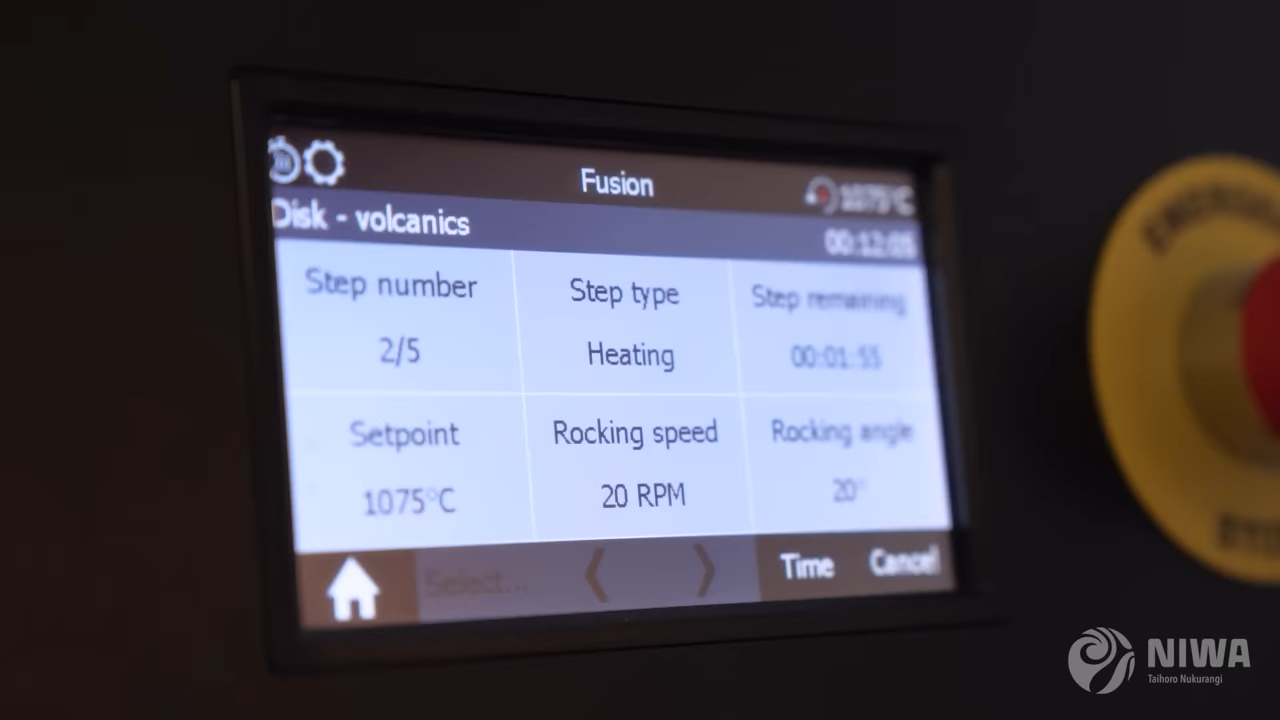 Fusion
1075°C
Disk - volcanics
00:12:05
Step number
Step type
Step remaining
2/5
Heating
00:01:55
Setpoint
Rocking speed
Rocking angle
1075°C
20 RPM
20°
Select...
Time
Cancel
NIWA
Taihoro Nukurangi